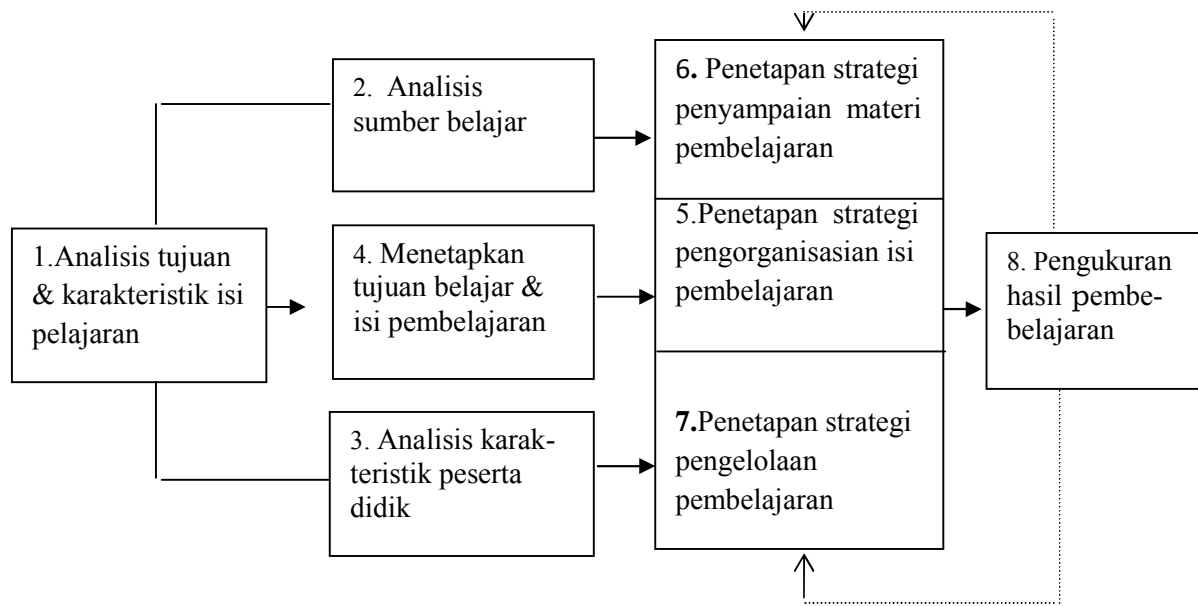 1.Analisis tujuan
& karakteristik isi
pelajaran
2. Analisis
sumber belajar
4. Menetapkan
tujuan belajar &
isi pembelajaran
3. Analisis karak-
teristik peserta
didik
6. Penetapan strategi
penyampaian materi
pembelajaran
5.Penetapan strategi
pengorganisasian isi
pembelajaran
7.Penetapan strategi
pengelolaan
pembelajaran
8. Pengukuran
hasil pembe-
belajaran